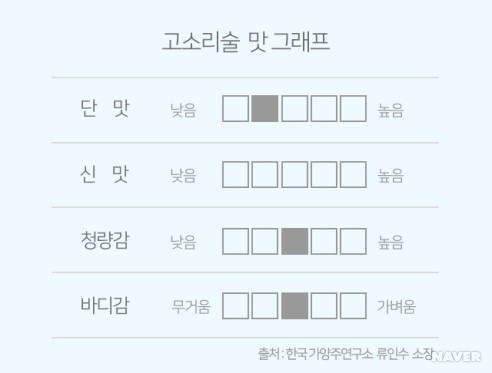 고소리술 맛 그래프
단 맛 낮음 높음
신 맛 낮음 높음
청량감 낮음 높음
바디감 무거움 가벼움
출처 : 한국가양주연구소 류인수 소장
NAVER